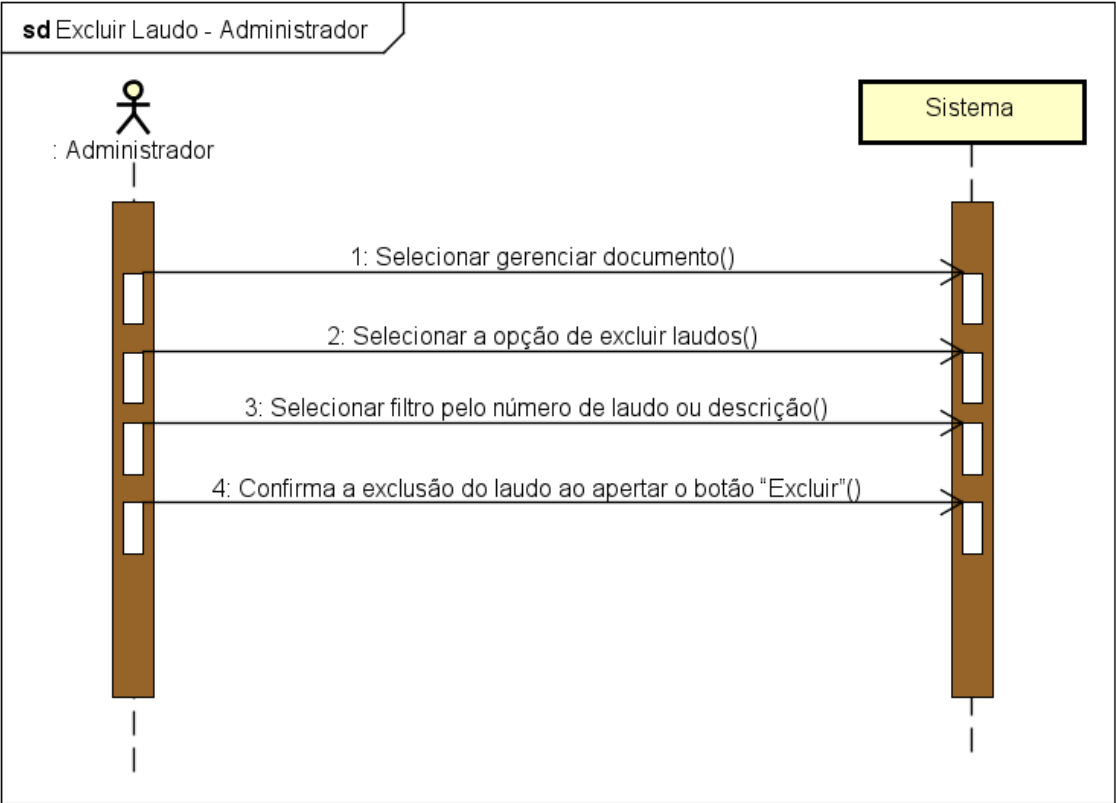 sd Excluir Laudo - Administrador
: Administrador
Sistema
1: Selecionar gerenciar documento()
2: Selecionar a opção de excluir laudos()
3: Selecionar filtro pelo número de laudo ou descrição()
4: Confirma a exclusão do laudo ao apertar o botão “Excluir”()